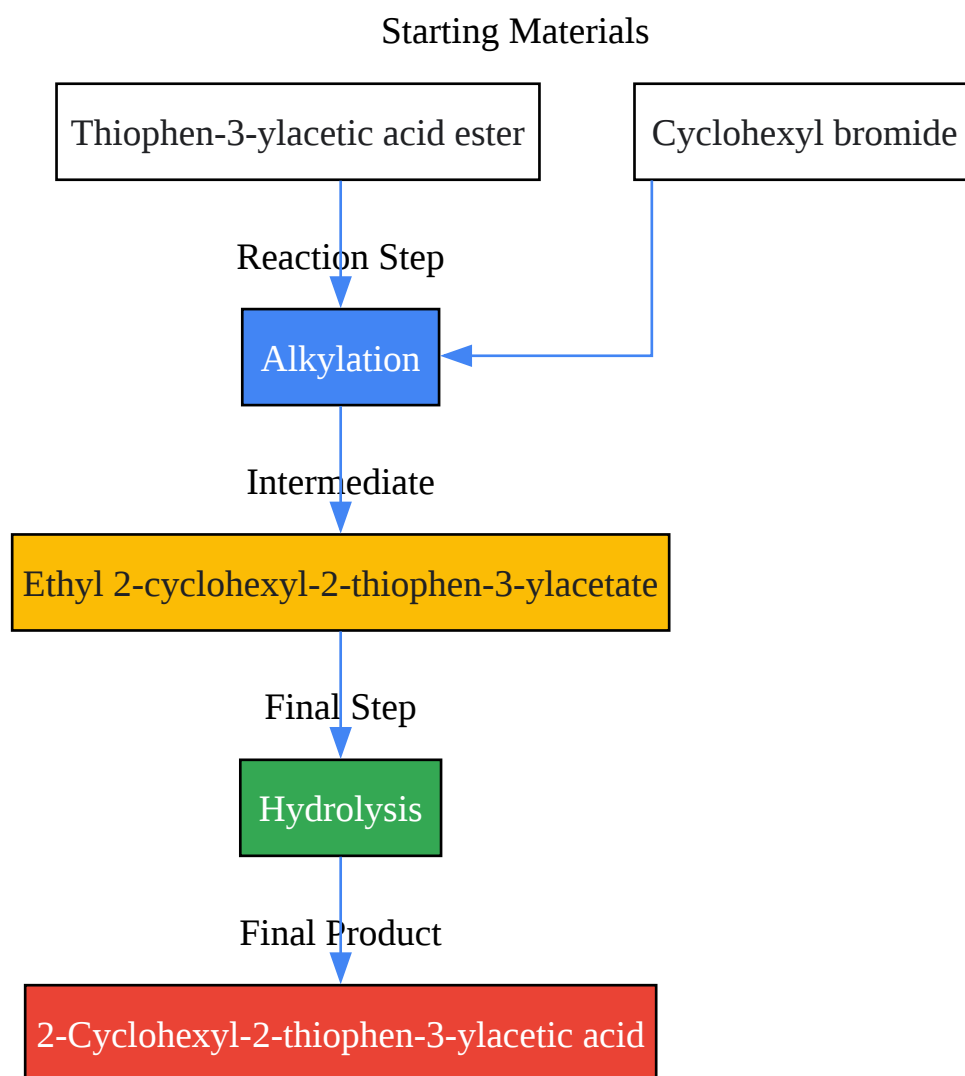 Starting Materials
Thiophen-3-ylacetic acid ester
Cyclohexyl bromide
Reaction Step
Alkylation
Intermediate
Ethyl 2-cyclohexyl-2-thiophen-3-ylacetate
Final Step
Hydrolysis
Final Product
2-Cyclohexyl-2-thiophen-3-ylacetic acid